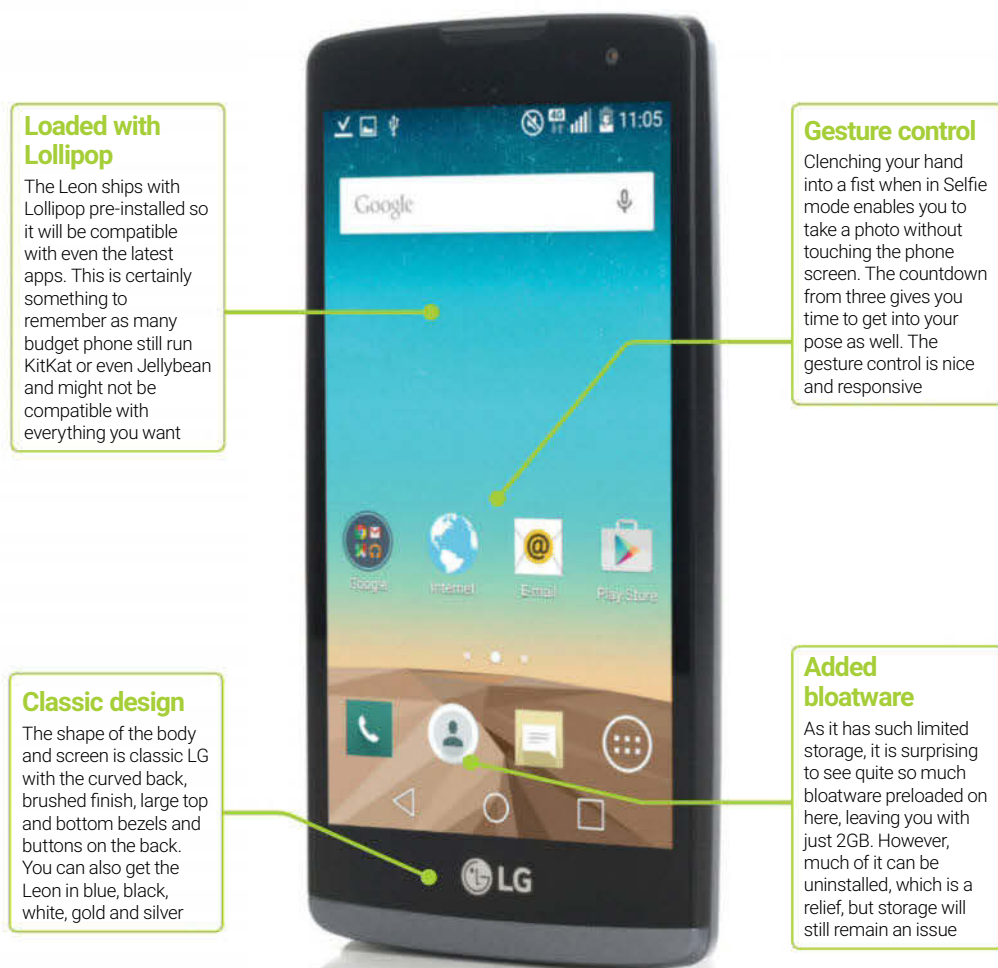 Loaded with
Lollipop
The Leon ships with
Lollipop pre-installed so
it will be compatible
with even the latest
apps. This is certainly
something to
remember as many
budget phone still run
KitKat or even Jellybean
and might not be
compatible with
everything you want
Classic design
The shape of the body
and screen is classic LG
with the curved back,
brushed finish, large top
and bottom bezels and
buttons on the back.
You can also get the
Leon in blue, black,
white, gold and silver
4G 11:05
Google
@
Google Internet E-mail Play Store
LG
Gesture control
Clenching your hand
into a fist when in Selfie
mode enables you to
take a photo without
touching the phone
screen. The countdown
from three gives you
time to get into your
pose as well. The
gesture control is nice
and responsive
Added
bloatware
As it has such limited
storage, it is surprising
to see quite so much
bloatware preloaded on
here, leaving you with
just 2GB. However,
much of it can be
uninstalled, which is a
relief, but storage will
still remain an issue